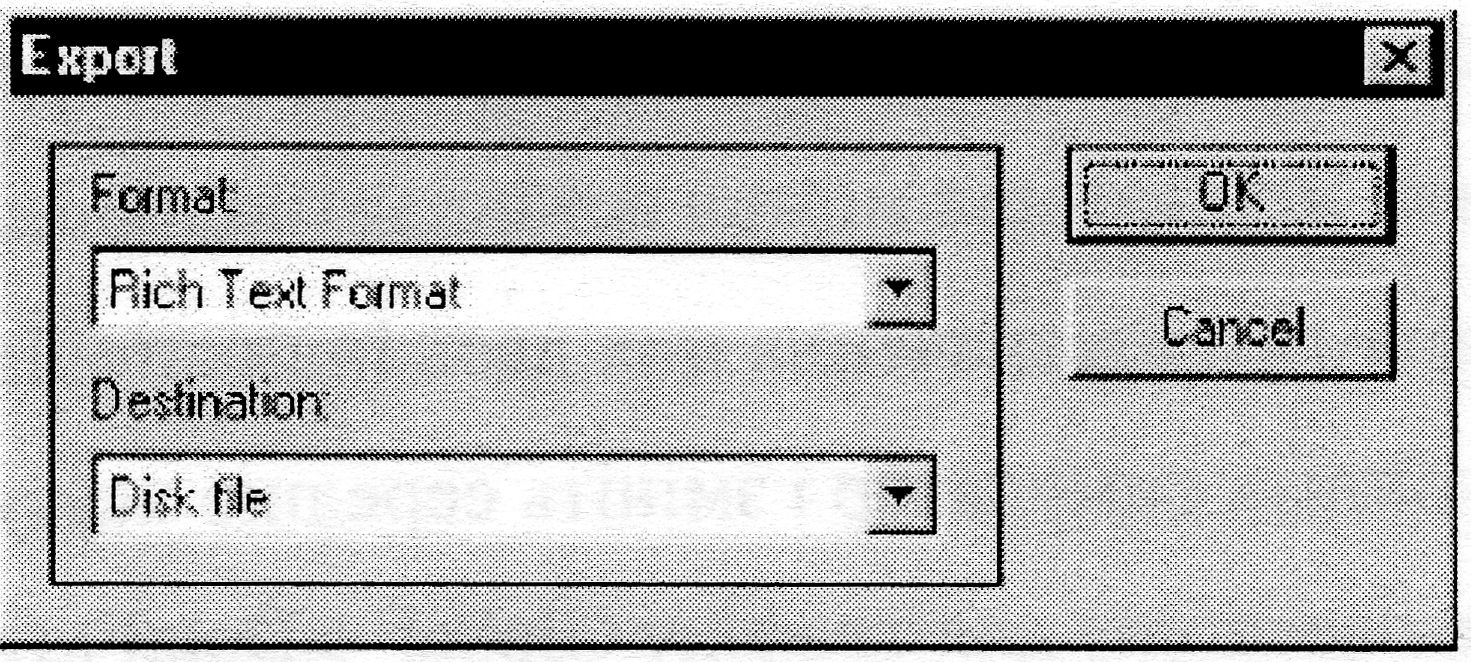 Export
Format:
Rich Text Format
Destination:
Disk file
OK
Cancel